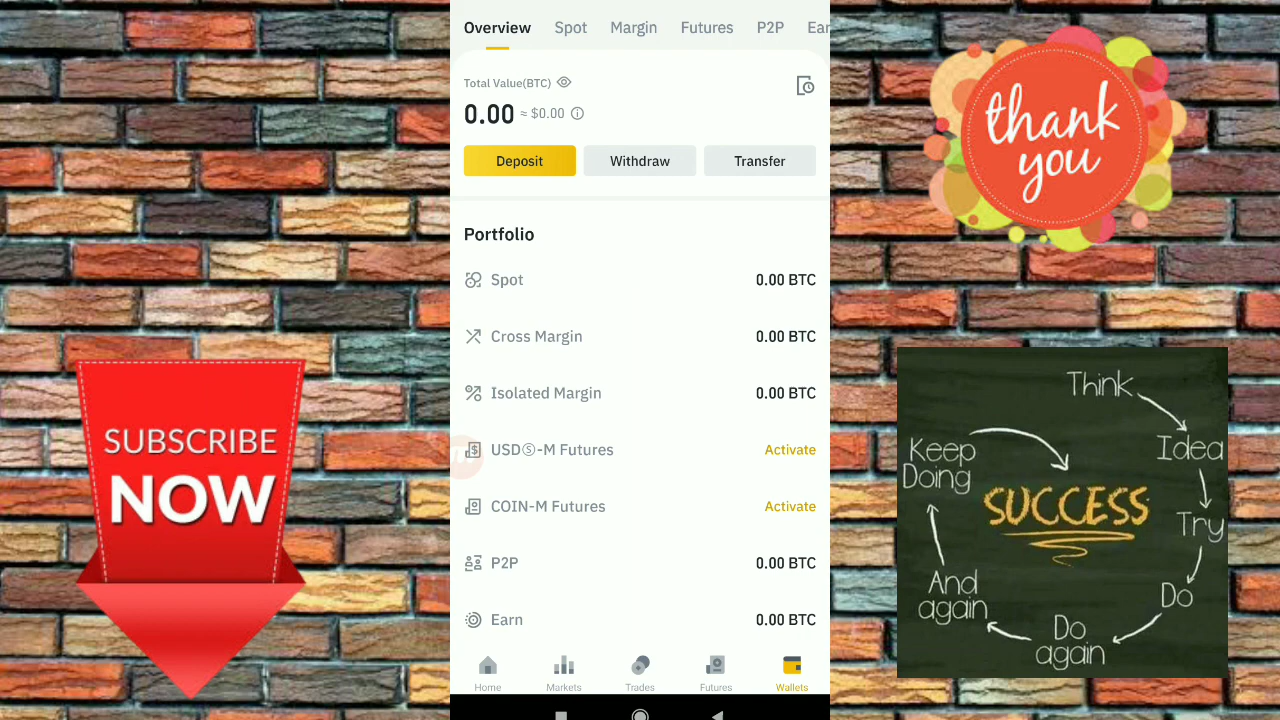 Overview Spot Margin Futures P2P Ear
Total Value(BTC)
0.00 ≈ $0.00
Deposit Withdraw Transfer
Portfolio
Spot 0.00 BTC
Cross Margin 0.00 BTC
Isolated Margin 0.00 BTC
USDⓈ-M Futures Activate
COIN-M Futures Activate
P2P 0.00 BTC
Earn 0.00 BTC
Home Markets Trades Futures Wallets
SUBSCRIBE
NOW
thank
you
Think
Idea
Try
Do
Do
again
And
again
Keep
Doing
SUCCESS